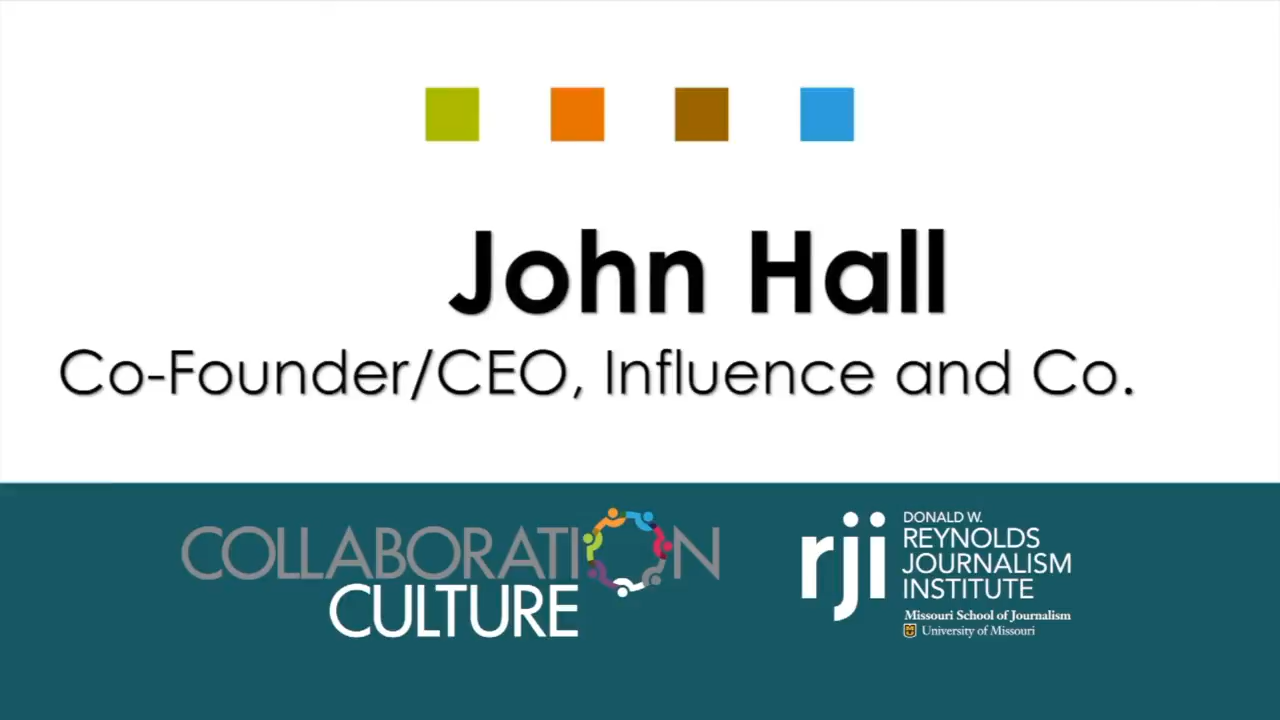 John Hall
Co-Founder/CEO, Influence and Co.
COLLABORATION
CULTURE
rji
DONALD W.
REYNOLDS
JOURNALISM
INSTITUTE
Missouri School of Journalism
University of Missouri